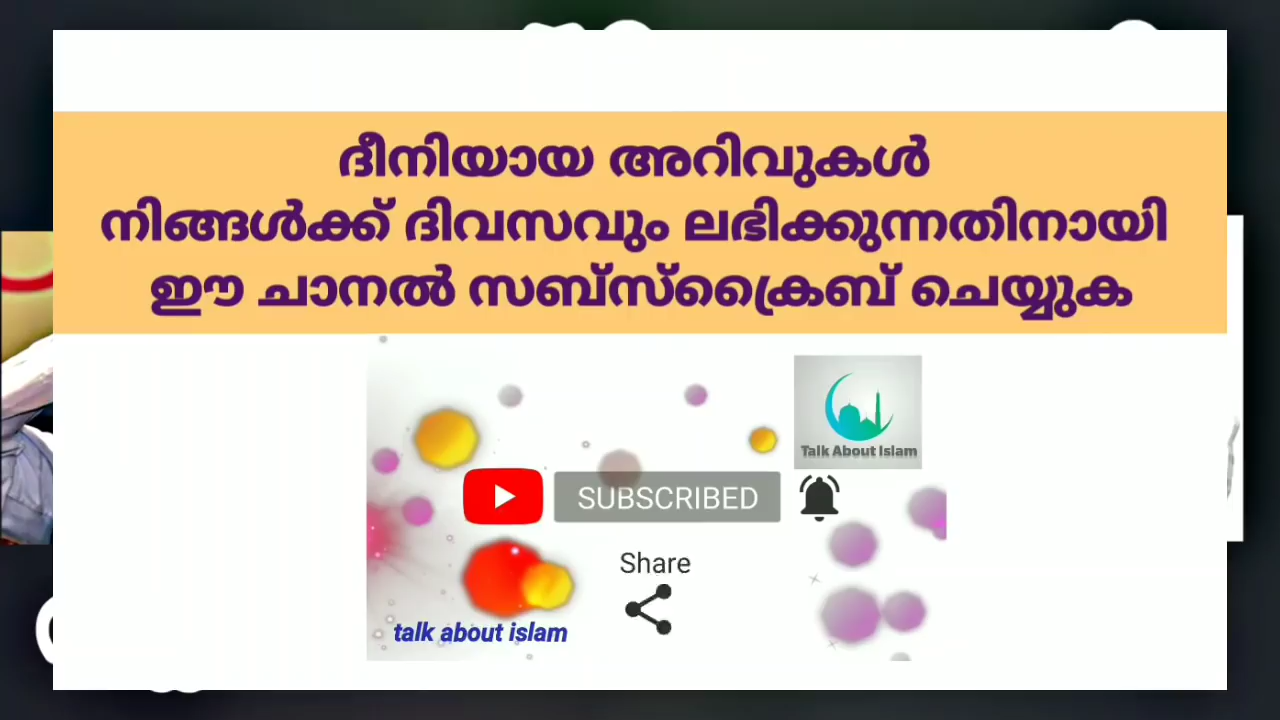 ദീനിയായ അറിവുകൾ
നിങ്ങൾക്ക് ദിവസവും ലഭിക്കുന്നതിനായി
ഈ ചാനൽ സബ്സ്ക്രൈബ് ചെയ്യുക
Talk About Islam
SUBSCRIBED
Share
talk about islam